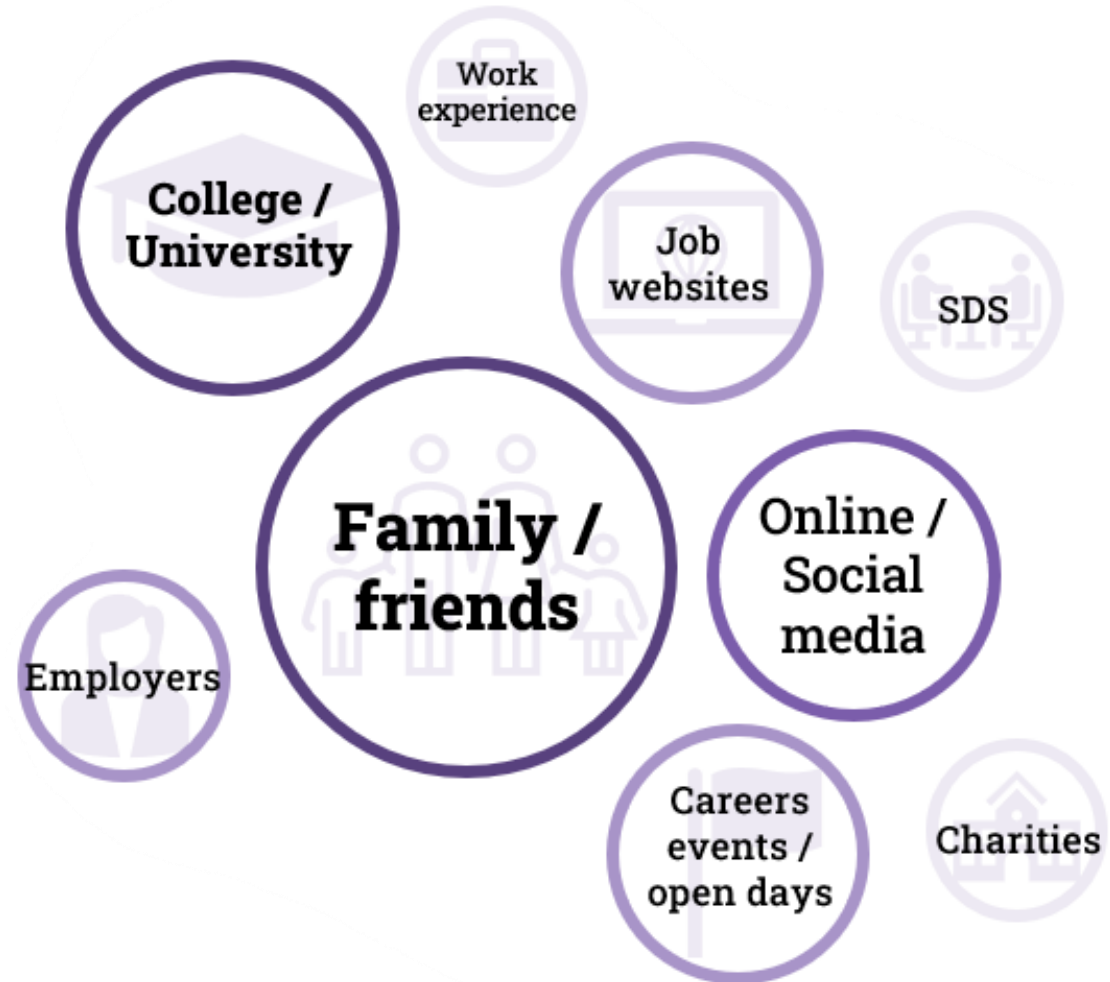 Work
experience
College /
University
Job
websites
SDS
Family /
friends
Online /
Social
media
Employers
Careers
events /
open days
Charities